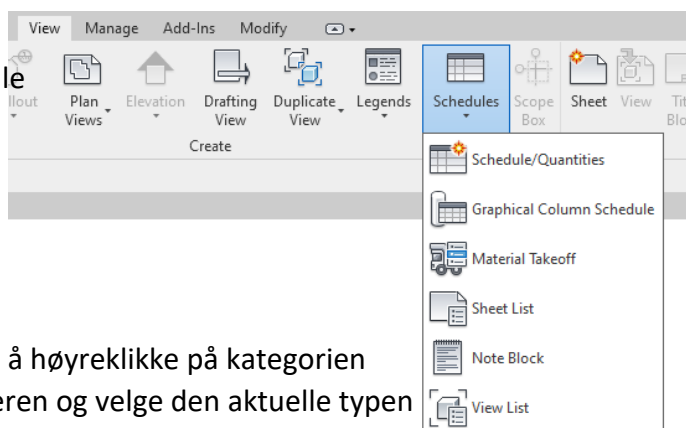 View Manage Add-Ins Modify
le
Plan Views Elevation Drafting View Duplicate View Legends Schedules Scope Box Sheet View
Create
Schedule/Quantities
Graphical Column Schedule
Material Takeoff
Sheet List
Note Block
View List
å høyreklikke på kategorien
eren og velge den aktuelle typen